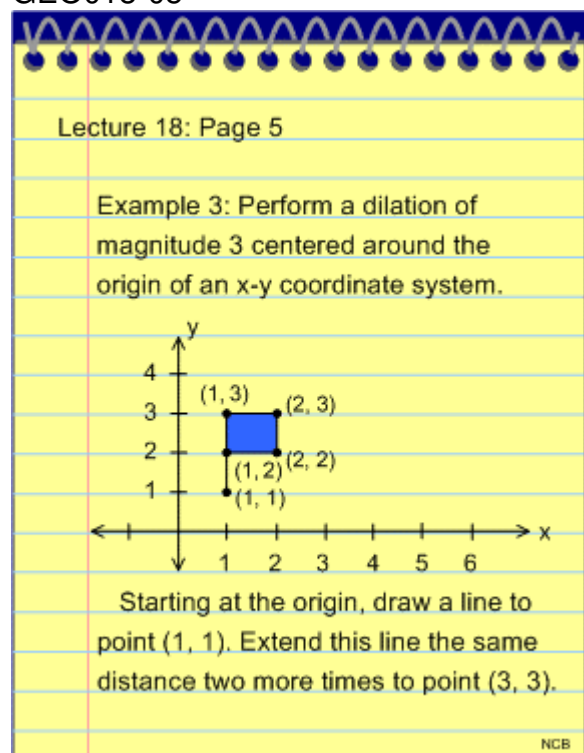 Lecture 18: Page 5
Example 3: Perform a dilation of
magnitude 3 centered around the
origin of an x-y coordinate system.
y
4
(1, 3)
(2, 3)
3
2
(2, 2)
(1, 2)
1
(1, 1)
x
1 2 3 4 5 6
Starting at the origin, draw a line to
point (1, 1). Extend this line the same
distance two more times to point (3, 3).
NCB